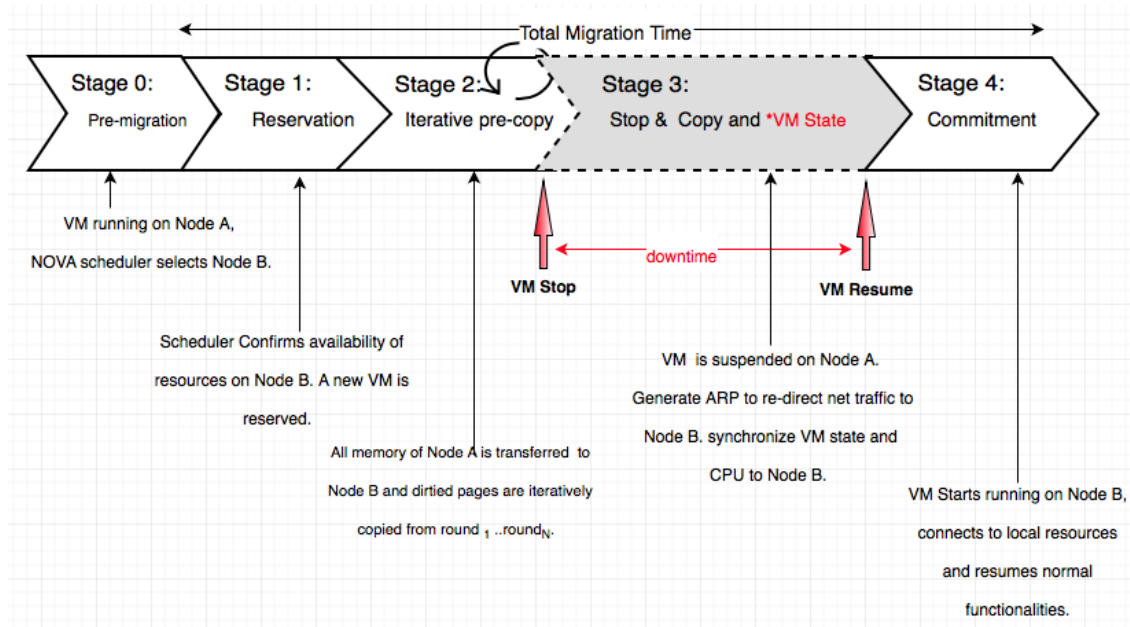 Total Migration Time
Stage 0:
Pre-migration
Stage 1:
Reservation
Stage 2:
Iterative pre-copy
Stage 3:
Stop & Copy and *VM State
Stage 4:
Commitment
VM running on Node A,
NOVA scheduler selects Node B.
downtime
VM Stop
VM Resume
Scheduler Confirms availability of
resources on Node B. A new VM is
reserved.
All memory of Node A is transferred to
Node B and dirtied pages are iteratively
copied from round 1 ..roundN.
VM is suspended on Node A.
Generate ARP to re-direct net traffic to
Node B. synchronize VM state and
CPU to Node B.
VM Starts running on Node B,
connects to local resources
and resumes normal
functionalities.